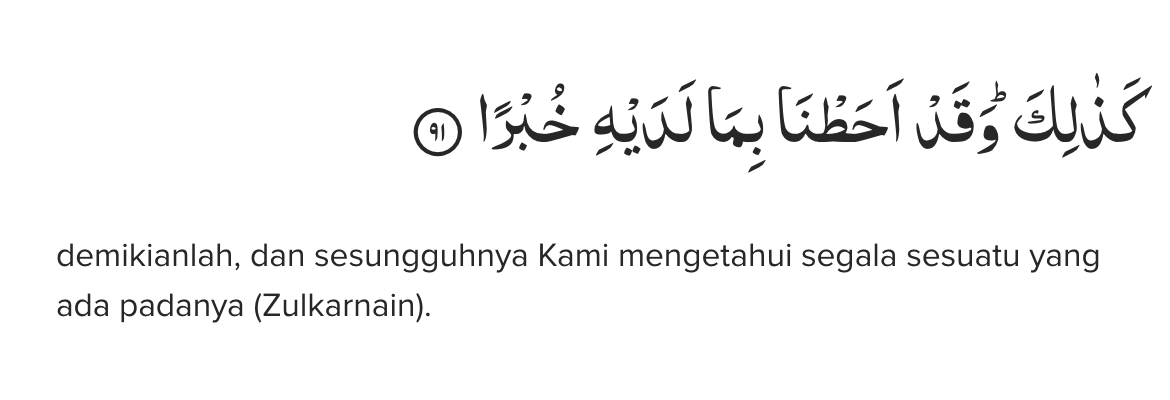 كَذٰلِكَۗ وَقَدْ اَحَطْنَا بِمَا لَدَيْهِ خُبْرًا ٩١
demikianlah, dan sesungguhnya Kami mengetahui segala sesuatu yang
ada padanya (Zulkarnain).